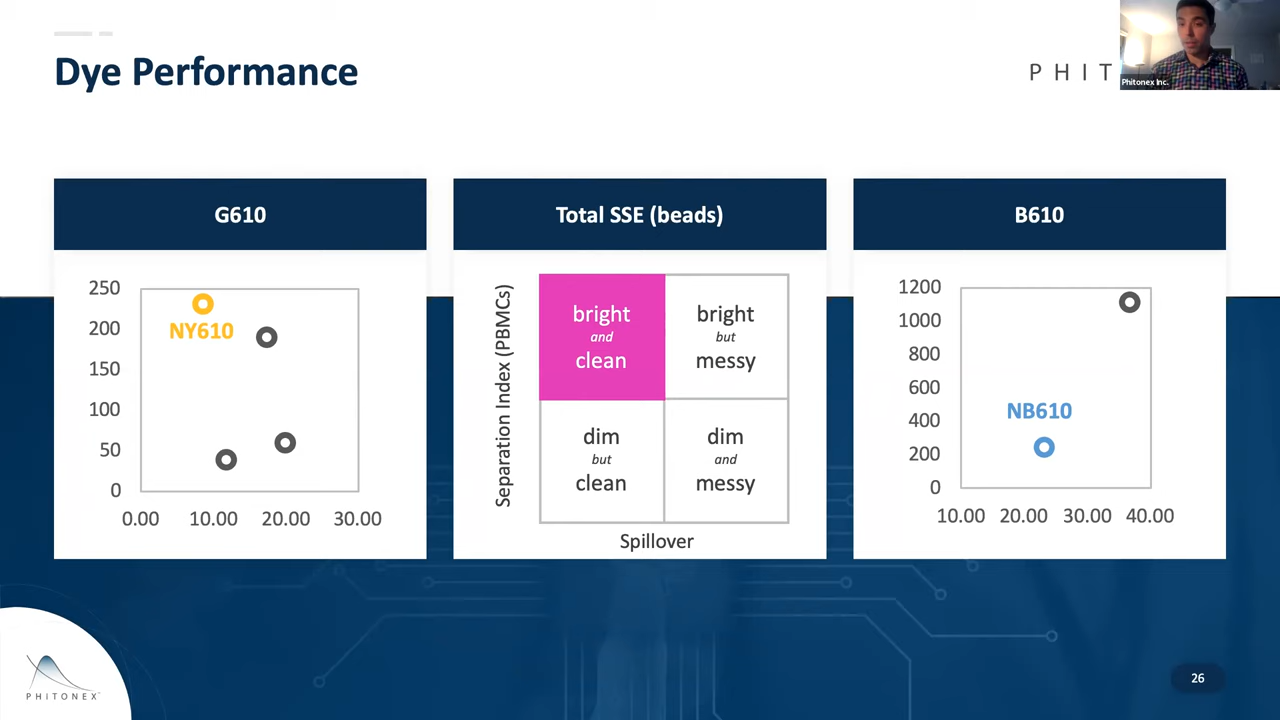 Dye Performance
PHIT
Phitonex Inc.
G610
250
200
150
100
50
0
NY610
0.00 10.00 20.00 30.00
Total SSE (beads)
Separation Index (PBMCs)
bright
and
clean
bright
but
messy
dim
but
clean
dim
and
messy
Spillover
B610
1200
1000
800
600
400
200
0
NB610
10.00 20.00 30.00 40.00
PHITONEX
26